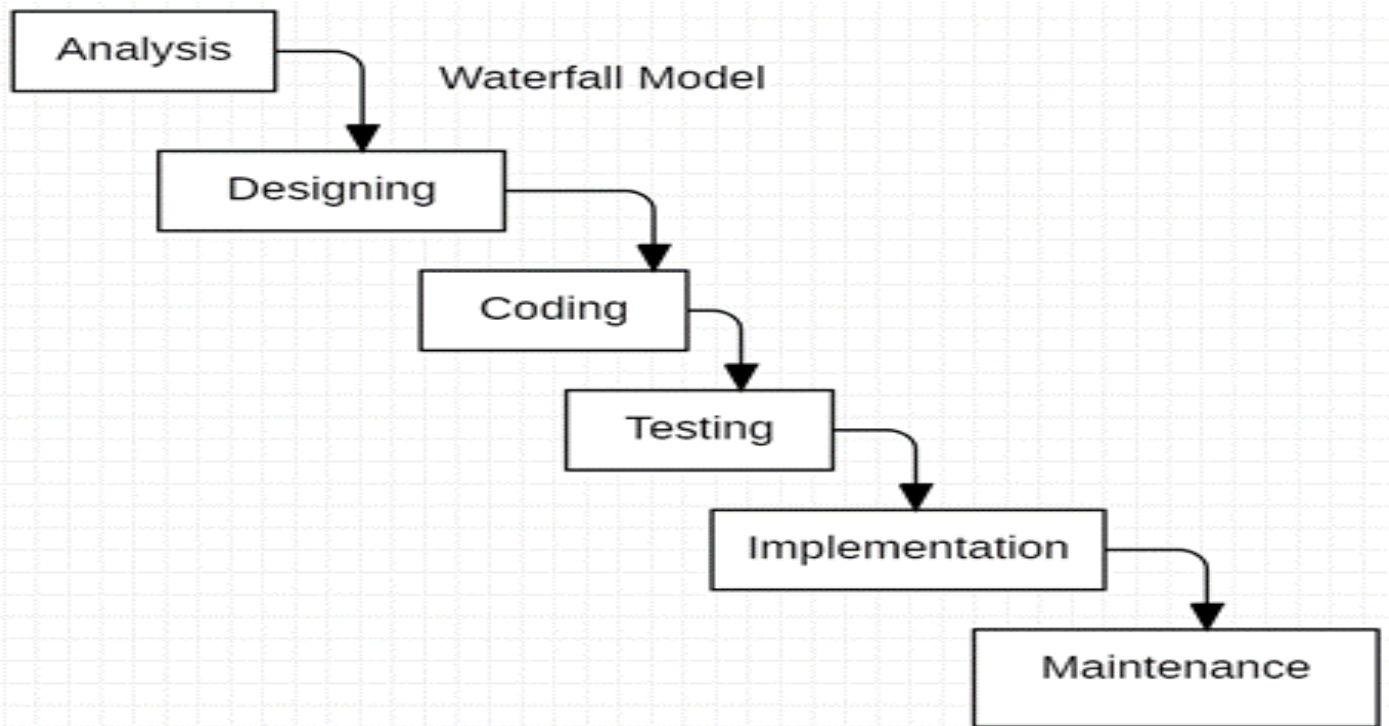 Analysis
Waterfall Model
Designing
Coding
Testing
Implementation
Maintenance